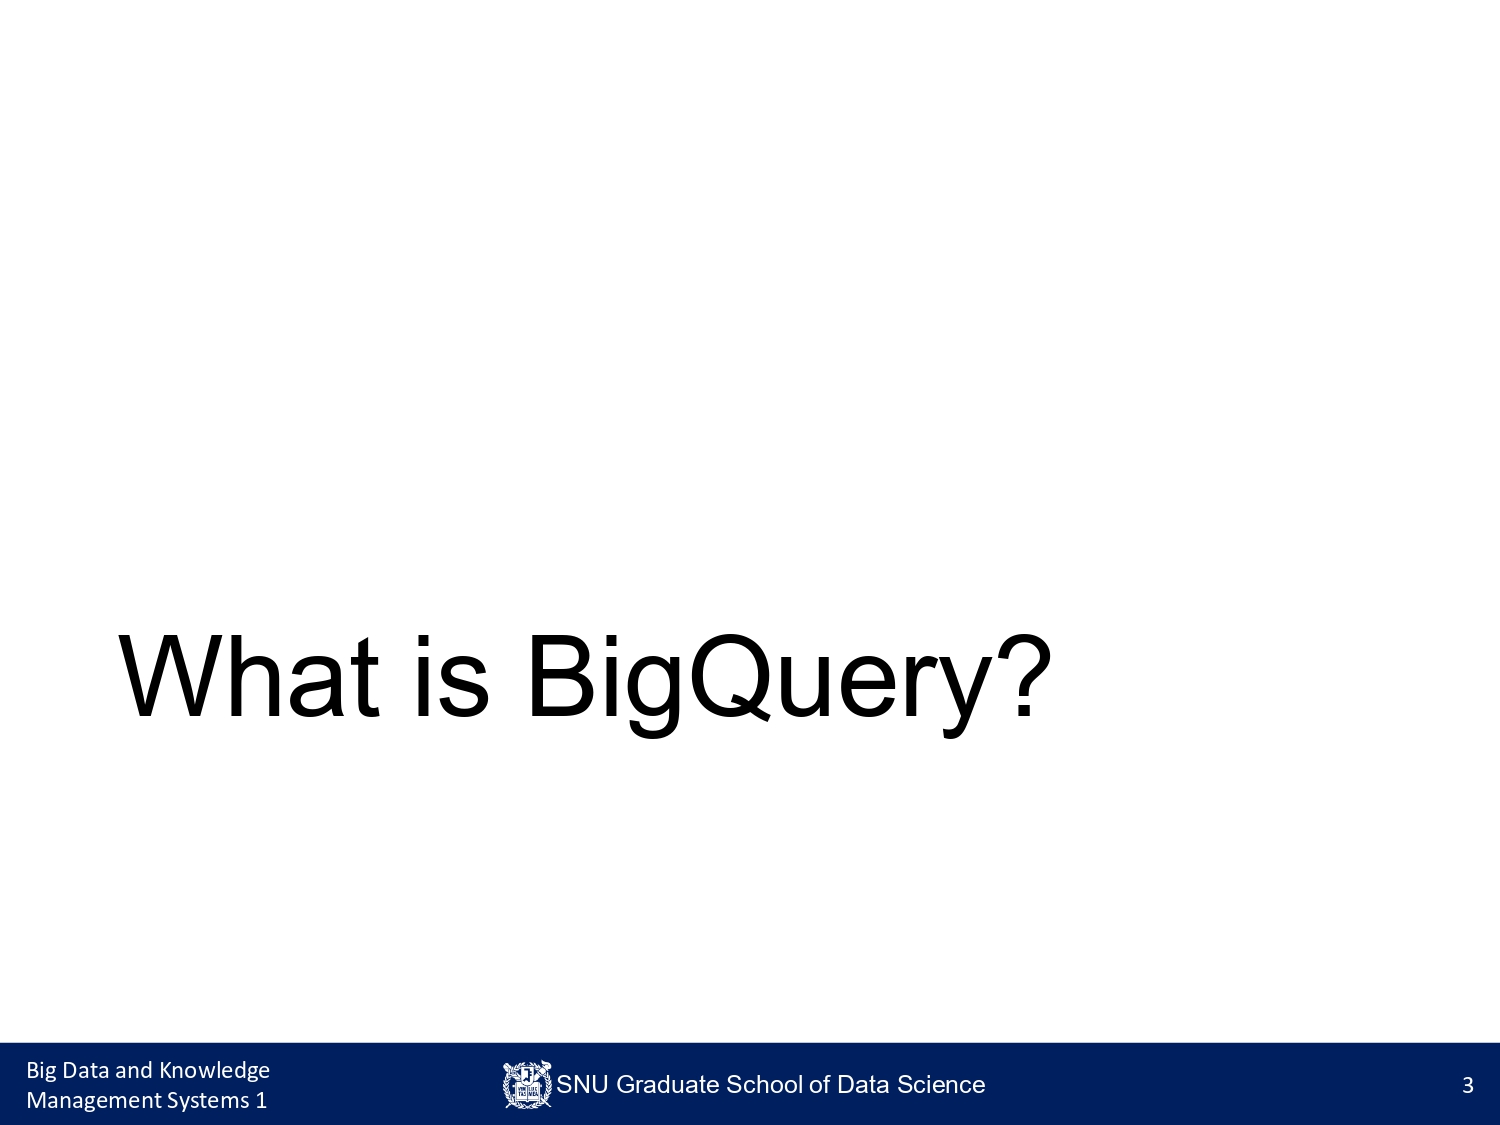 What is BigQuery?
Big Data and Knowledge
Management Systems 1
SNU Graduate School of Data Science
3